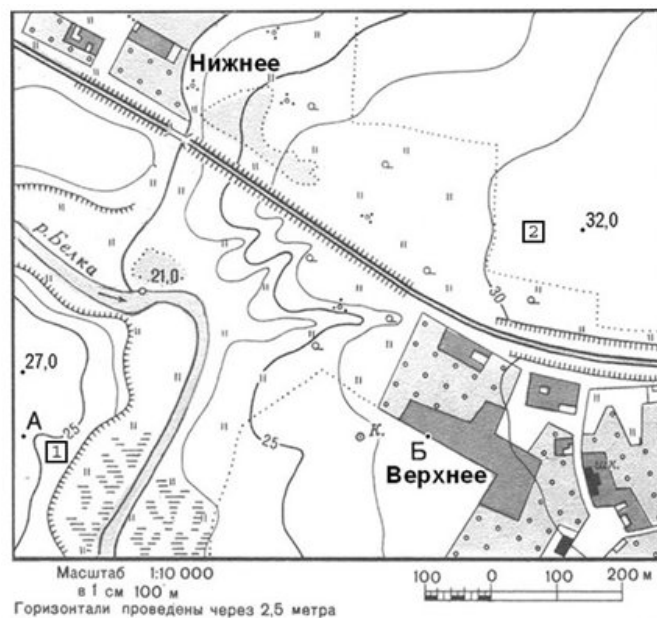 Нижнее
2
32,0
р.Белка
21,0
30
27,0
А
25
1
25
К.
Б
Верхнее
шк.
Масштаб 1:10 000
в 1 см 100 м
Горизонтали проведены через 2,5 метра
100 0 100 200 м